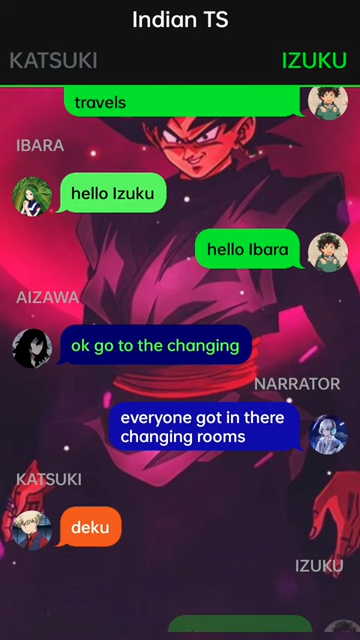 Indian TS
KATSUKI
IZUKU
travels
IBARA
hello Izuku
hello Ibara
AIZAWA
ok go to the changing
NARRATOR
everyone got in there
changing rooms
KATSUKI
deku
IZUKU